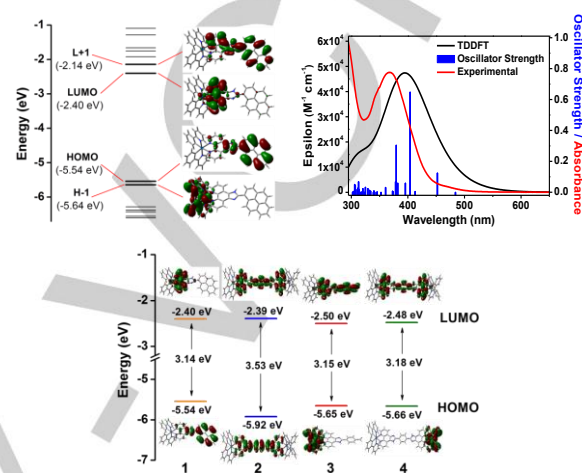 -1
-2
-3
-4
-5
-6
Energy (eV)
L+1
(-2.14 eV)
LUMO
(-2.40 eV)
HOMO
(-5.54 eV)
H-1
(-5.64 eV)
6x10⁴
5x10⁴
4x10⁴
3x10⁴
2x10⁴
1x10⁴
0
Epsilon (M⁻¹ cm⁻¹)
TDDFT
Oscillator Strength
Experimental
1.0
0.8
0.6
0.4
0.2
0.0
Oscillator Strength / Absorbance
300 400 500 600
Wavelength (nm)
-1
-2
-3
-5
-6
-7
Energy (eV)
-2.40 eV -2.39 eV -2.50 eV -2.48 eV LUMO
3.14 eV 3.53 eV 3.15 eV 3.18 eV
-5.54 eV -5.92 eV -5.65 eV -5.66 eV HOMO
1 2 3 4